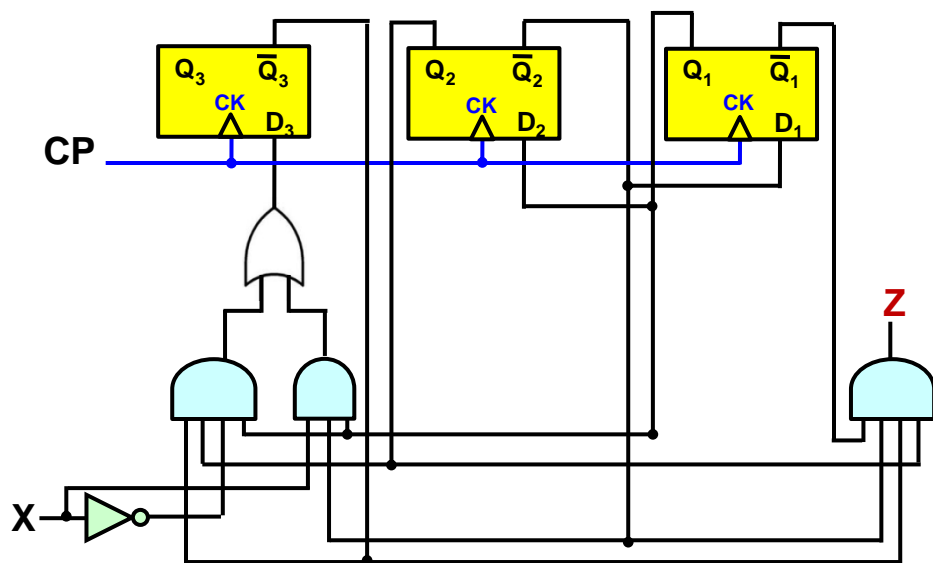 Q₃ Q̅₃
CK
D₃
Q₂ Q̅₂
CK
D₂
Q₁ Q̅₁
CK
D₁
CP
Z
X